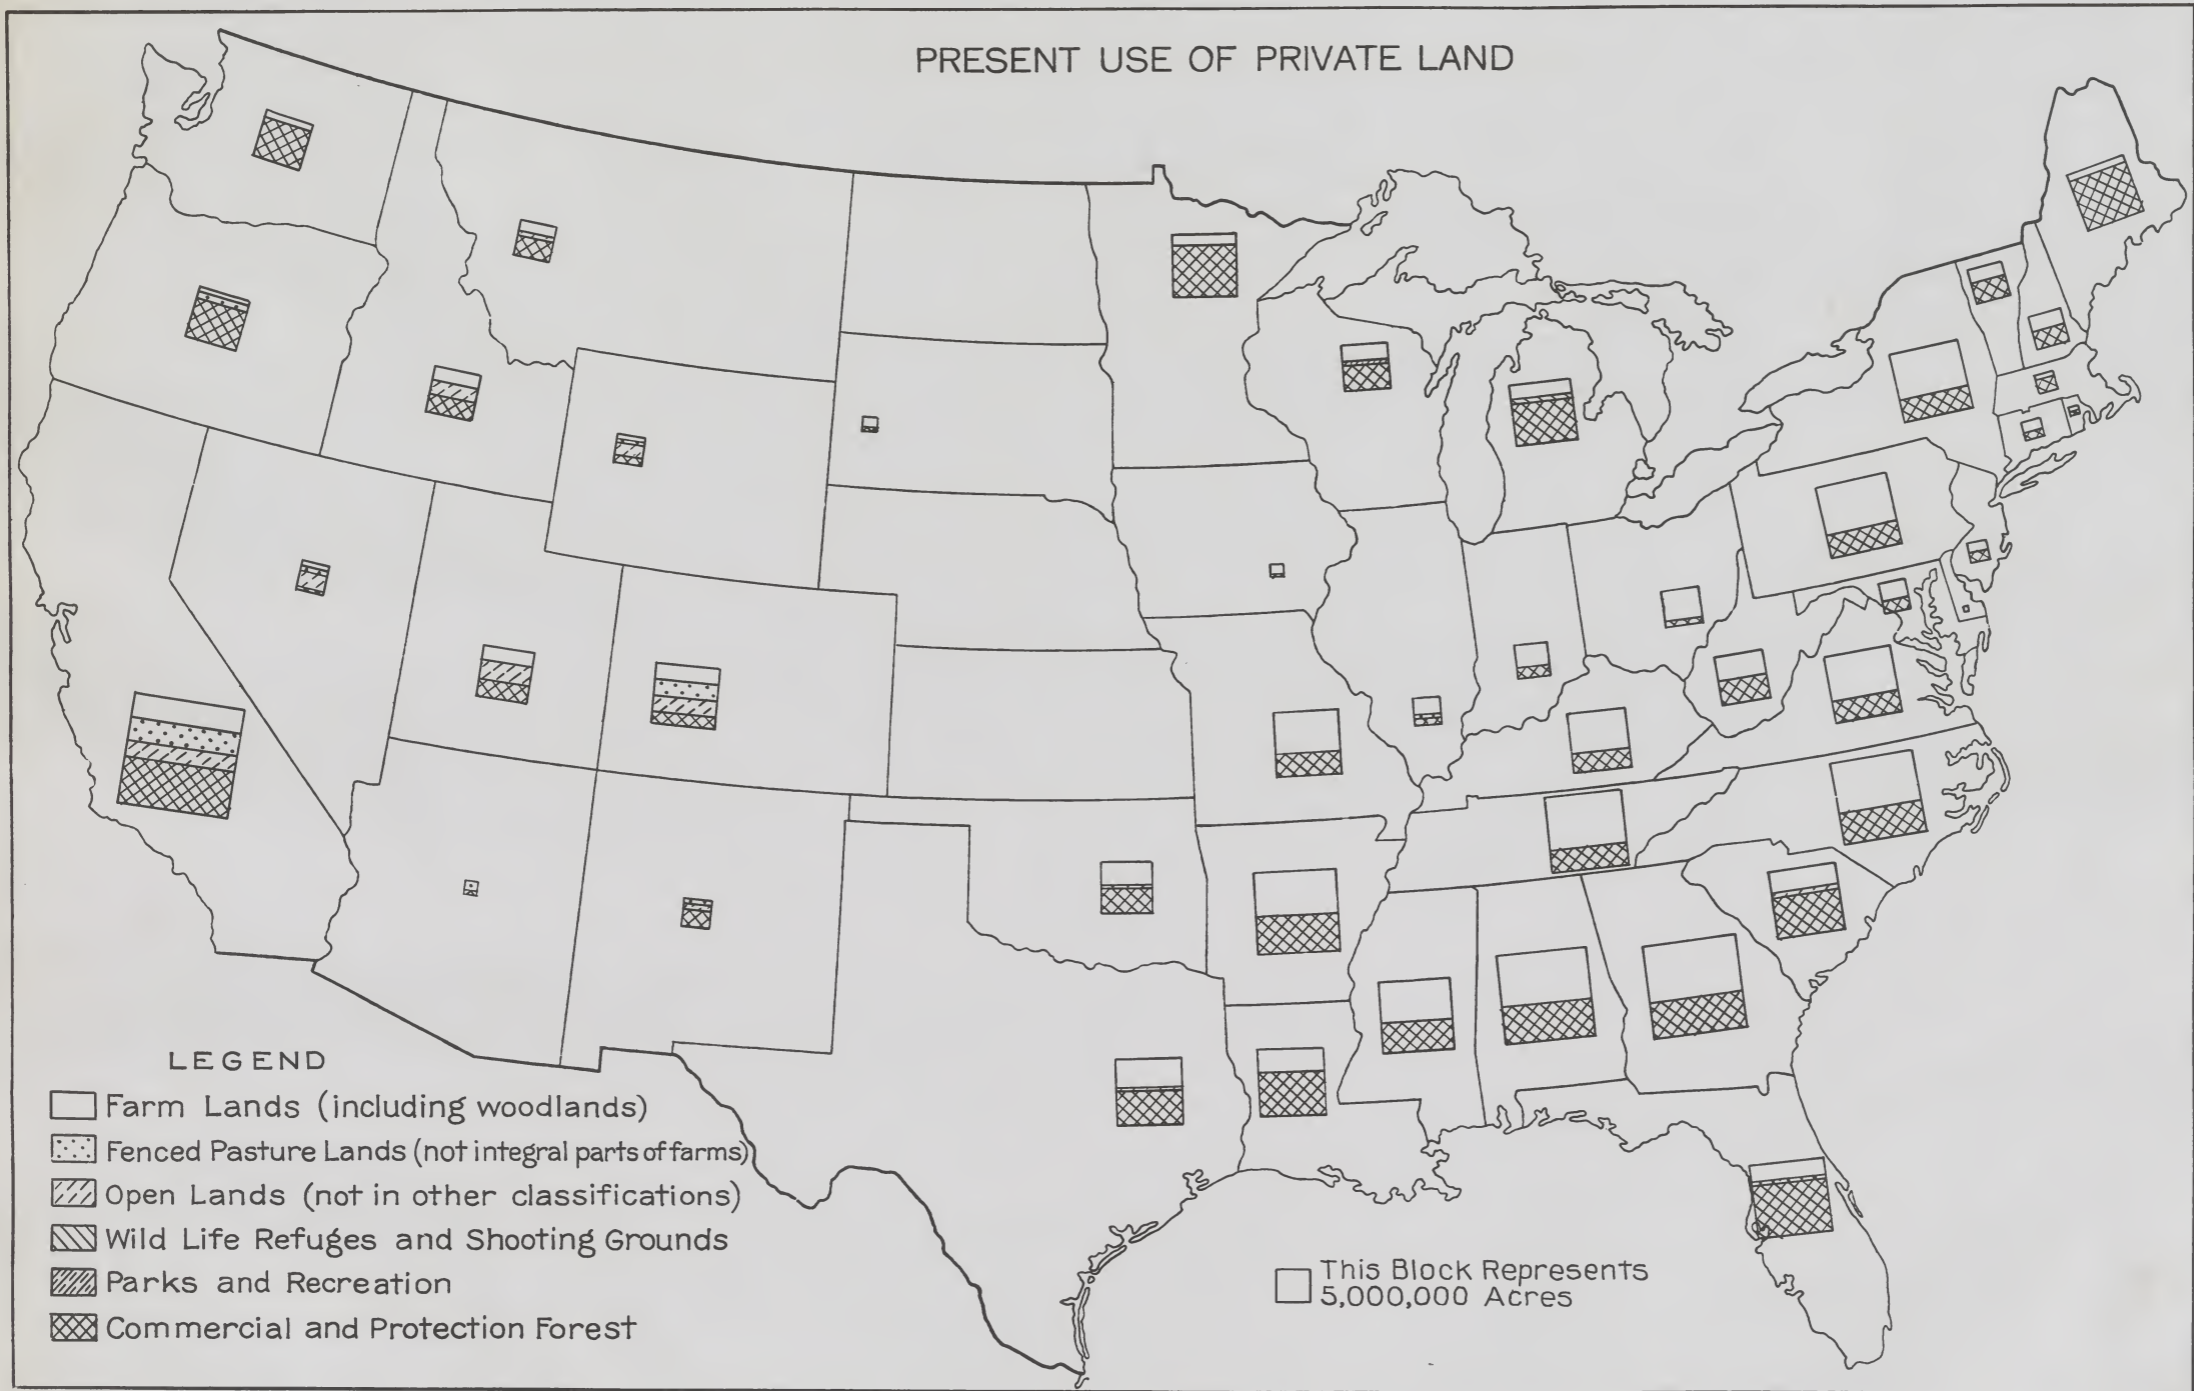 PRESENT USE OF PRIVATE LAND
LEGEND
Farm Lands (including woodlands)
Fenced Pasture Lands (not integral parts of farms)
Open Lands (not in other classifications)
Wild Life Refuges and Shooting Grounds
Parks and Recreation
Commercial and Protection Forest
This Block Represents
5,000,000 Acres